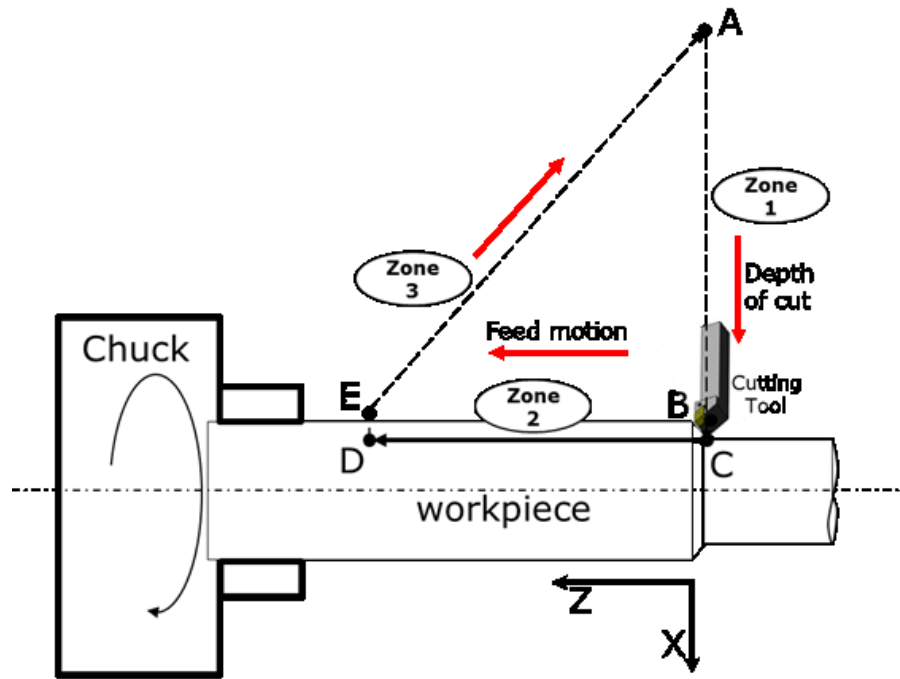 A
Zone
1
Zone
3
Depth
of cut
Feed motion
Chuck
Cutting
Tool
E
Zone
2
B
D
C
workpiece
Z
X